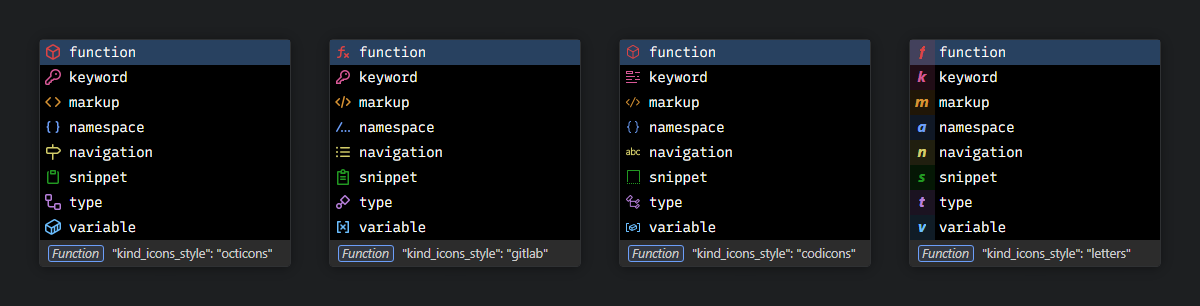 function
keyword
markup
namespace
navigation
snippet
type
variable
Function "kind_icons_style": "octicons"
fx function
keyword
</> markup
/... namespace
navigation
snippet
type
[x] variable
Function "kind_icons_style": "gitlab"
function
keyword
</> markup
{} namespace
abc navigation
snippet
type
variable
Function "kind_icons_style": "codicons"
f function
k keyword
m markup
a namespace
n navigation
s snippet
t type
v variable
Function "kind_icons_style": "letters"